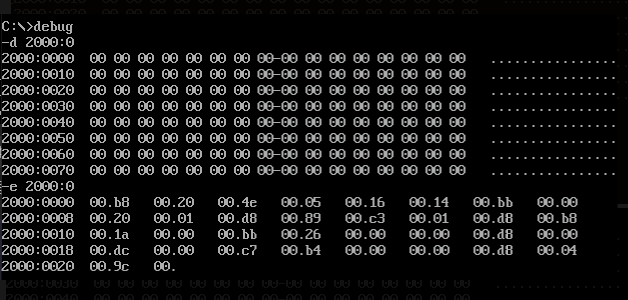 C:\>debug
-d 2000:0
2000:0000  00 00 00 00 00 00 00 00-00 00 00 00 00 00 00 00   ................
2000:0010  00 00 00 00 00 00 00 00-00 00 00 00 00 00 00 00   ................
2000:0020  00 00 00 00 00 00 00 00-00 00 00 00 00 00 00 00   ................
2000:0030  00 00 00 00 00 00 00 00-00 00 00 00 00 00 00 00   ................
2000:0040  00 00 00 00 00 00 00 00-00 00 00 00 00 00 00 00   ................
2000:0050  00 00 00 00 00 00 00 00-00 00 00 00 00 00 00 00   ................
2000:0060  00 00 00 00 00 00 00 00-00 00 00 00 00 00 00 00   ................
2000:0070  00 00 00 00 00 00 00 00-00 00 00 00 00 00 00 00   ................
-e 2000:0
2000:0000  00.b8   00.20   00.4e   00.05   00.16   00.14   00.bb   00.00
2000:0008  00.20   00.01   00.d8   00.89   00.c3   00.01   00.d8   00.b8
2000:0010  00.1a   00.00   00.bb   00.26   00.00   00.00   00.d8   00.00
2000:0018  00.dc   00.00   00.c7   00.b4   00.00   00.00   00.d8   00.04
2000:0020  00.9c   00.